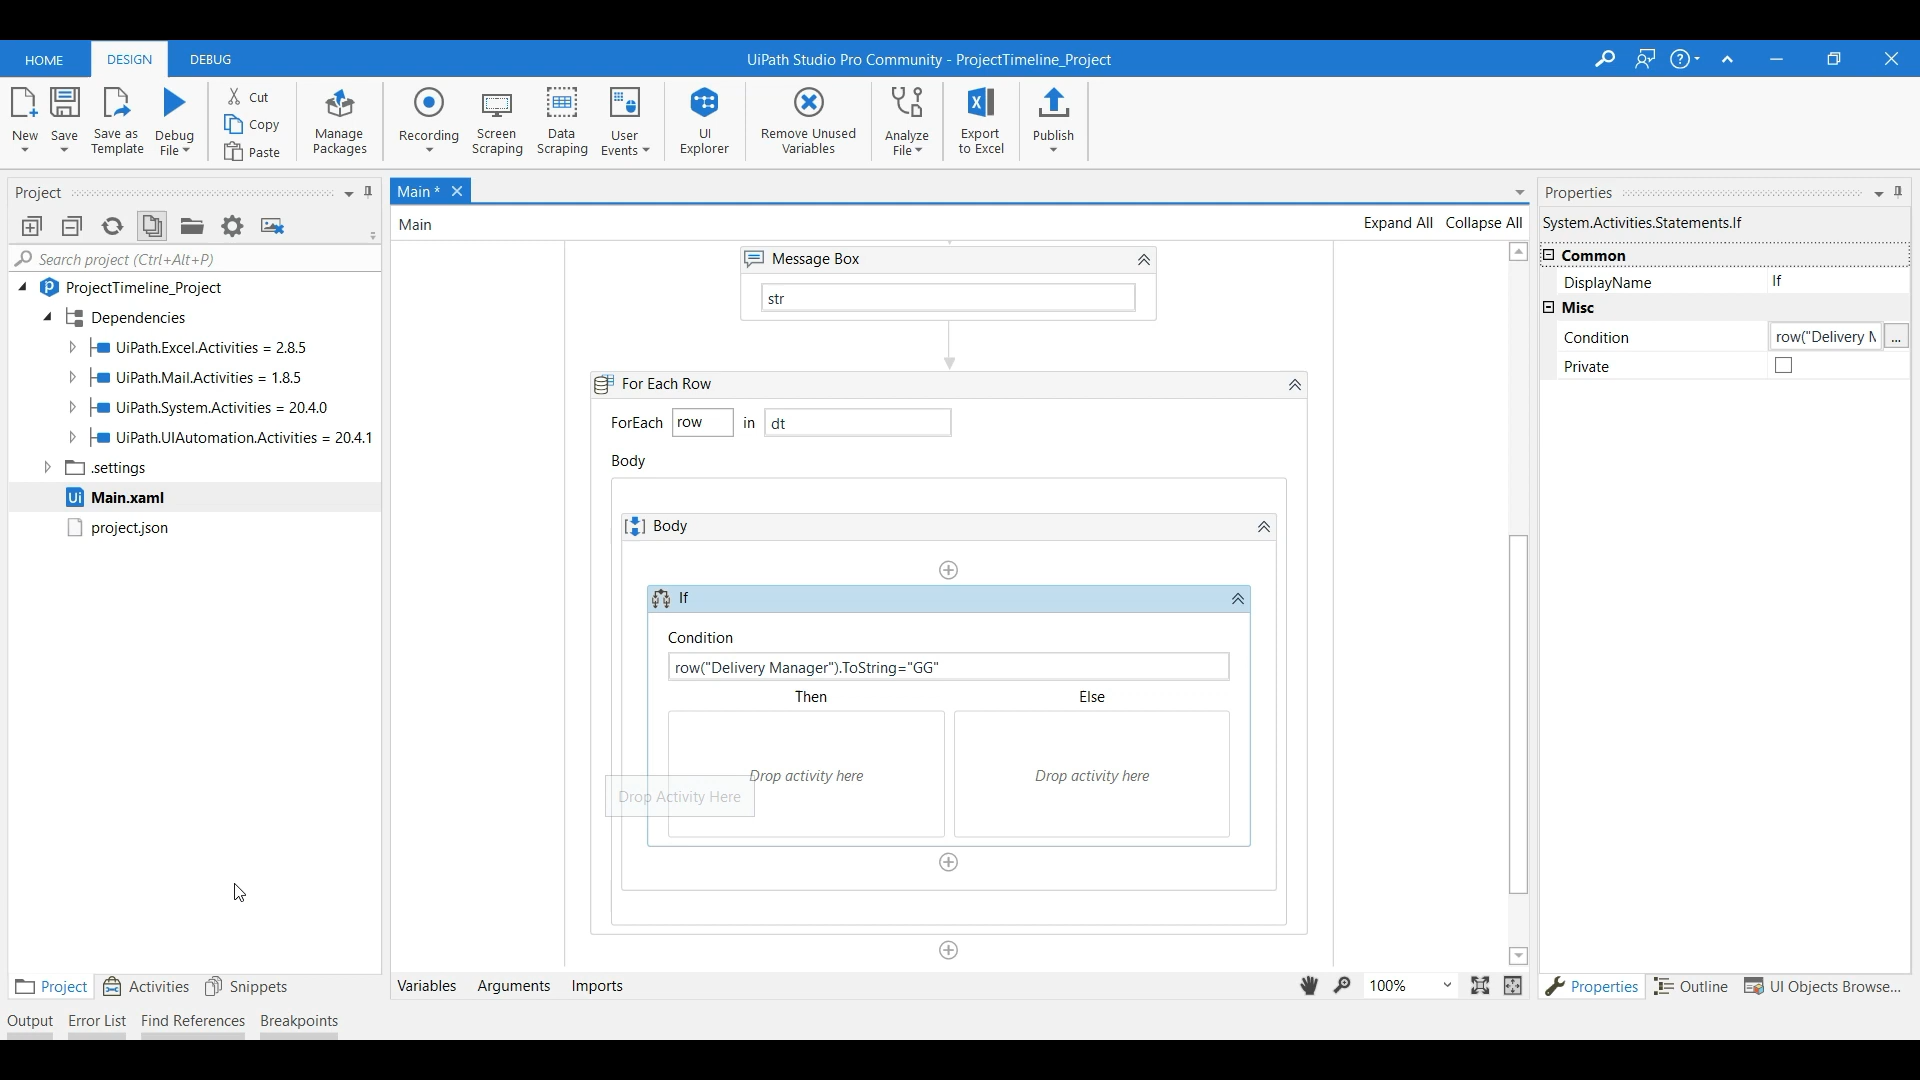 HOME DESIGN DEBUG UiPath Studio Pro Community - ProjectTimeline_Project
New Save Save as Template Debug File Cut Copy Paste Manage Packages Recording Screen Scraping Data Scraping User Events UI Explorer Remove Unused Variables Analyze File Export to Excel Publish
Project
Search project (Ctrl+Alt+P)
ProjectTimeline_Project
Dependencies
UiPath.Excel.Activities = 2.8.5
UiPath.Mail.Activities = 1.8.5
UiPath.System.Activities = 20.4.0
UiPath.UIAutomation.Activities = 20.4.1
.settings
Main.xaml
project.json
Project Activities Snippets
Main *
Main Expand All Collapse All
Message Box
str
For Each Row
ForEach row in dt
Body
Body
If
Condition
row("Delivery Manager").ToString="GG"
Then Else
Drop activity here Drop activity here
Drop Activity Here
Variables Arguments Imports 100%
Properties
System.Activities.Statements.If
Common
DisplayName If
Misc
Condition row("Delivery M ...
Private
Properties Outline UI Objects Browse...
Output Error List Find References Breakpoints